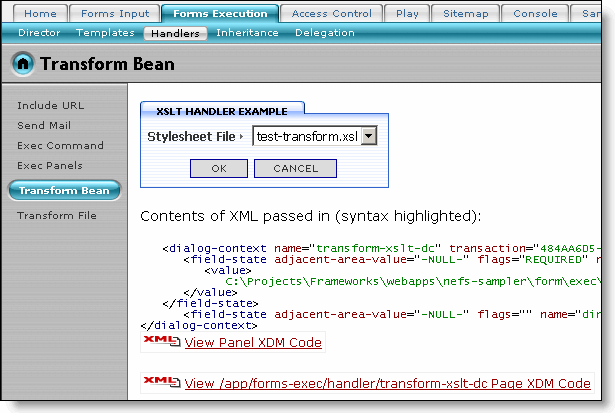 Home Forms Input Forms Execution Access Control Play Sitemap Console
Director Templates Handlers Inheritance Delegation
Transform Bean
Include URL
Send Mail
Exec Command
Exec Panels
Transform Bean
Transform File
XSLT HANDLER EXAMPLE
Stylesheet File test-transform.xsl
OK CANCEL
Contents of XML passed in (syntax highlighted):
<dialog-context name="transform-xslt-dc" transaction="484AA6D5-
<field-state adjacent-area-value="-NULL-" flags="REQUIRED" n
<value>
C:\Projects\Frameworks\webapps\nefs-sampler\form\exec\
</value>
</field-state>
<field-state adjacent-area-value="-NULL-" flags="" name="dir
</dialog-context>
XML View Panel XDM Code
XML View /app/forms-exec/handler/transform-xslt-dc Page XDM Code